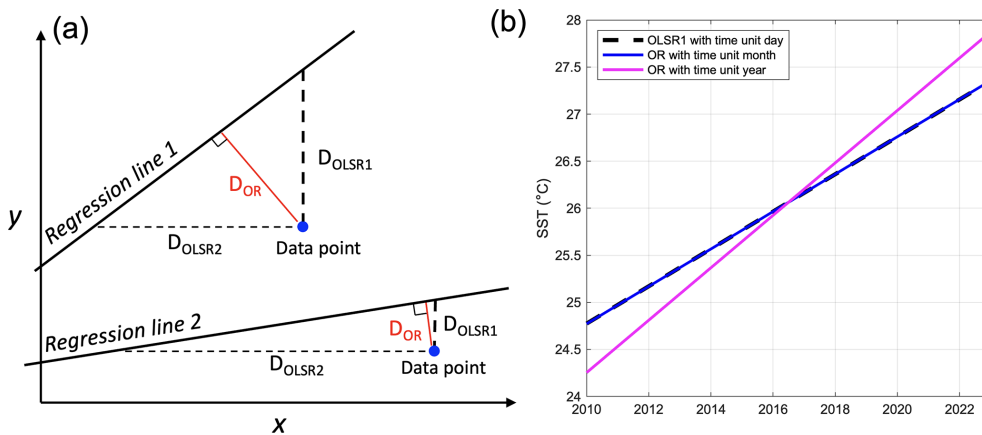 (a)
y
Regression line 1
D_OLSR1
D_OR
D_OLSR2
Data point
Regression line 2
D_OR
D_OLSR1
D_OLSR2
Data point
x
(b)
28
27.5
27
26.5
26
25.5
25
24.5
24
SST (°C)
OLSR1 with time unit day
OR with time unit month
OR with time unit year
2010 2012 2014 2016 2018 2020 2022